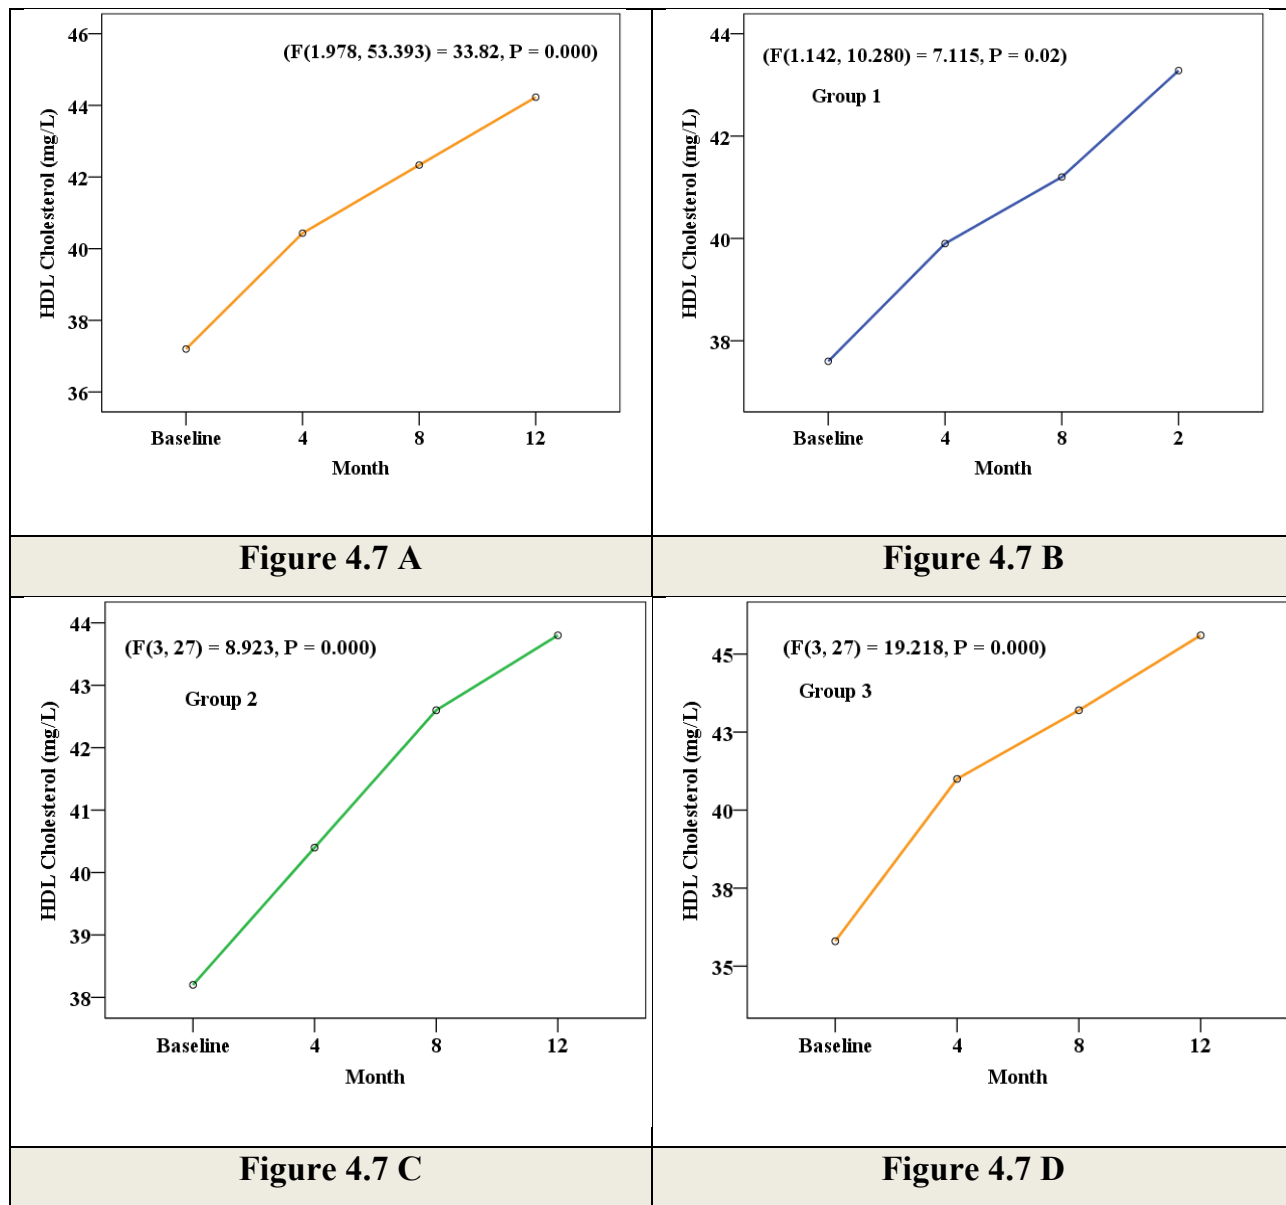 (F(1.978, 53.393) = 33.82, P = 0.000)
HDL Cholesterol (mg/L)
46
44
42
40
38
36
Baseline 4 8 12
Month
(F(1.142, 10.280) = 7.115, P = 0.02)
Group 1
HDL Cholesterol (mg/L)
44
42
40
38
Baseline 4 8 2
Month
Figure 4.7 A
Figure 4.7 B
(F(3, 27) = 8.923, P = 0.000)
Group 2
HDL Cholesterol (mg/L)
44
43
42
41
40
39
38
Baseline 4 8 12
Month
(F(3, 27) = 19.218, P = 0.000)
Group 3
HDL Cholesterol (mg/L)
45
43
40
38
35
Baseline 4 8 12
Month
Figure 4.7 C
Figure 4.7 D